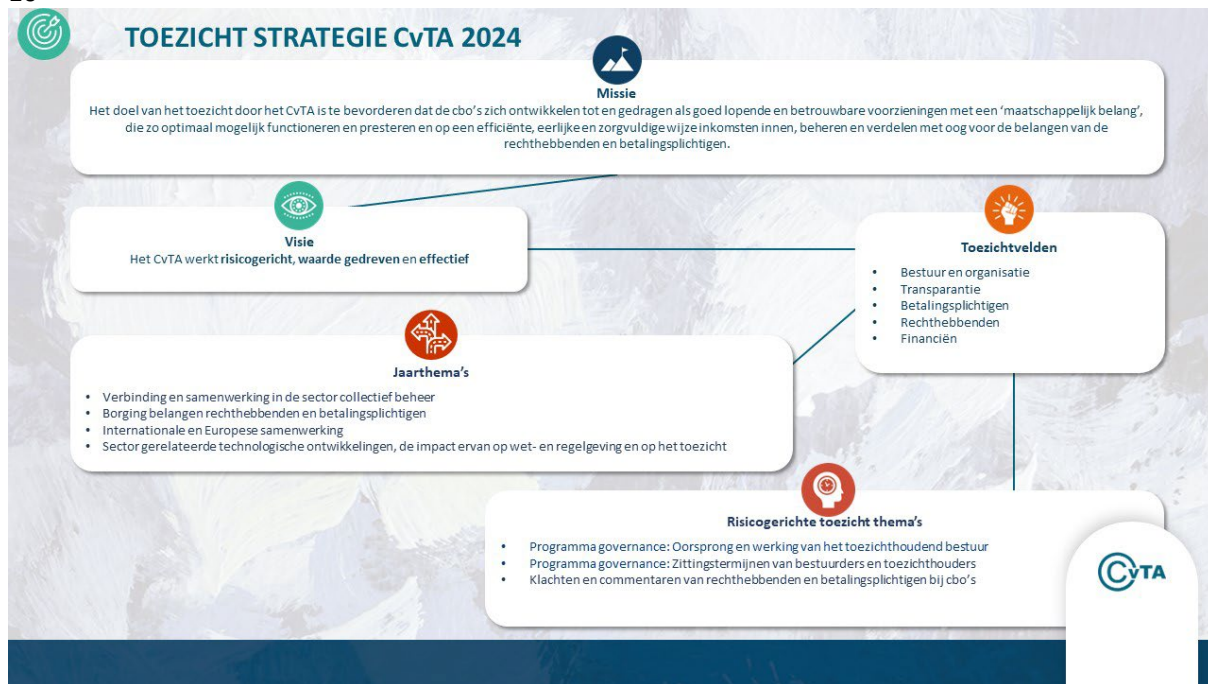 TOEZICHT STRATEGIE CvTA 2024
Missie
Het doel van het toezicht door het CvTA is te bevorderen dat de cbo’s zich ontwikkelen tot en gedragen als goed lopende en betrouwbare voorzieningen met een ‘maatschappelijk belang’,
die zo optimaal mogelijk functioneren en presteren en op een efficiënte, eerlijke en zorgvuldige wijze inkomsten innen, beheren en verdelen met oog voor de belangen van de
rechthebbenden en betalingsplichtigen.
Visie
Het CvTA werkt risicogericht, waarde gedreven en effectief
Toezichtvelden
• Bestuur en organisatie
• Transparantie
• Betalingsplichtigen
• Rechthebbenden
• Financiën
Jaarthema’s
• Verbinding en samenwerking in de sector collectief beheer
• Borging belangen rechthebbenden en betalingsplichtigen
• Internationale en Europese samenwerking
• Sector gerelateerde technologische ontwikkelingen, de impact ervan op wet- en regelgeving en op het toezicht
Risicogerichte toezicht thema’s
• Programma governance: Oorsprong en werking van het toezichthoudend bestuur
• Programma governance: Zittingstermijnen van bestuurders en toezichthouders
• Klachten en commentaren van rechthebbenden en betalingsplichtigen bij cbo’s
CvTA